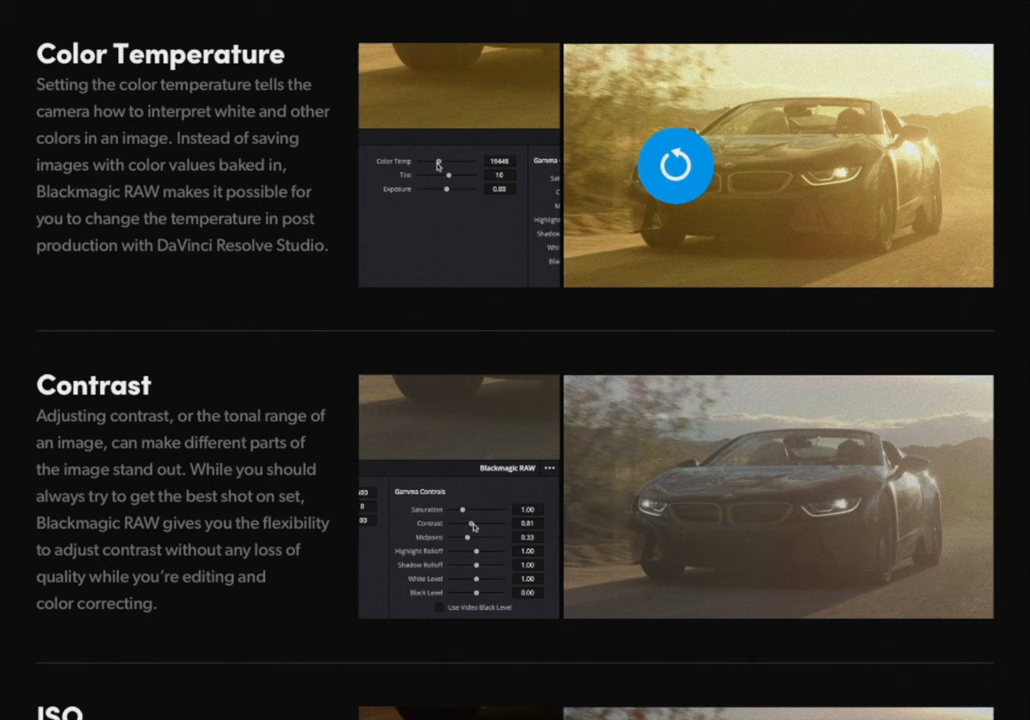 Color Temperature
Setting the color temperature tells the
camera how to interpret white and other
colors in an image. Instead of saving
images with color values baked in,
Blackmagic RAW makes it possible for
you to change the temperature in post
production with DaVinci Resolve Studio.
Color Temp
Tint 10
Exposure 0.00
Gamma
Sat
C
M
Highlight
Shadow
Whi
Blac
Contrast
Adjusting contrast, or the tonal range of
an image, can make different parts of
the image stand out. While you should
always try to get the best shot on set,
Blackmagic RAW gives you the flexibility
to adjust contrast without any loss of
quality while you’re editing and
color correcting.
Blackmagic RAW
Gamma Controls
Saturation 1.00
Contrast 0.81
Midpoint 0.33
Highlight Rolloff 1.00
Shadow Rolloff 1.00
White Level 1.00
Black Level 0.00
Use Video Black Level
ISO